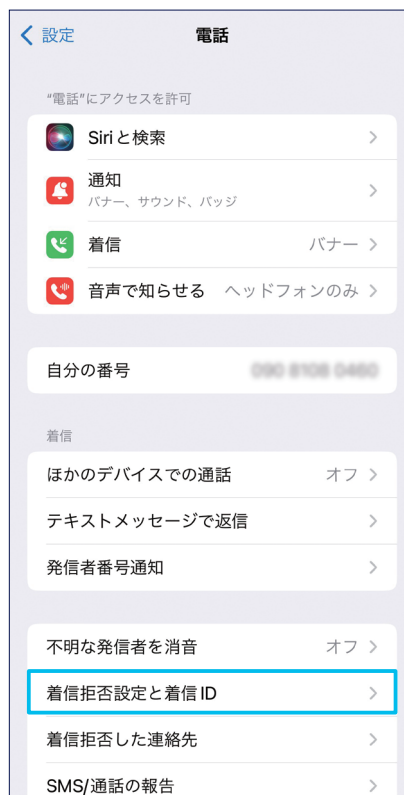 設定
電話
“電話”にアクセスを許可
Siriと検索
通知
バナー、サウンド、バッジ
着信 バナー
音声で知らせる ヘッドフォンのみ
自分の番号
着信
ほかのデバイスでの通話 オフ
テキストメッセージで返信
発信者番号通知
不明な発信者を消音 オフ
着信拒否設定と着信ID
着信拒否した連絡先
SMS/通話の報告